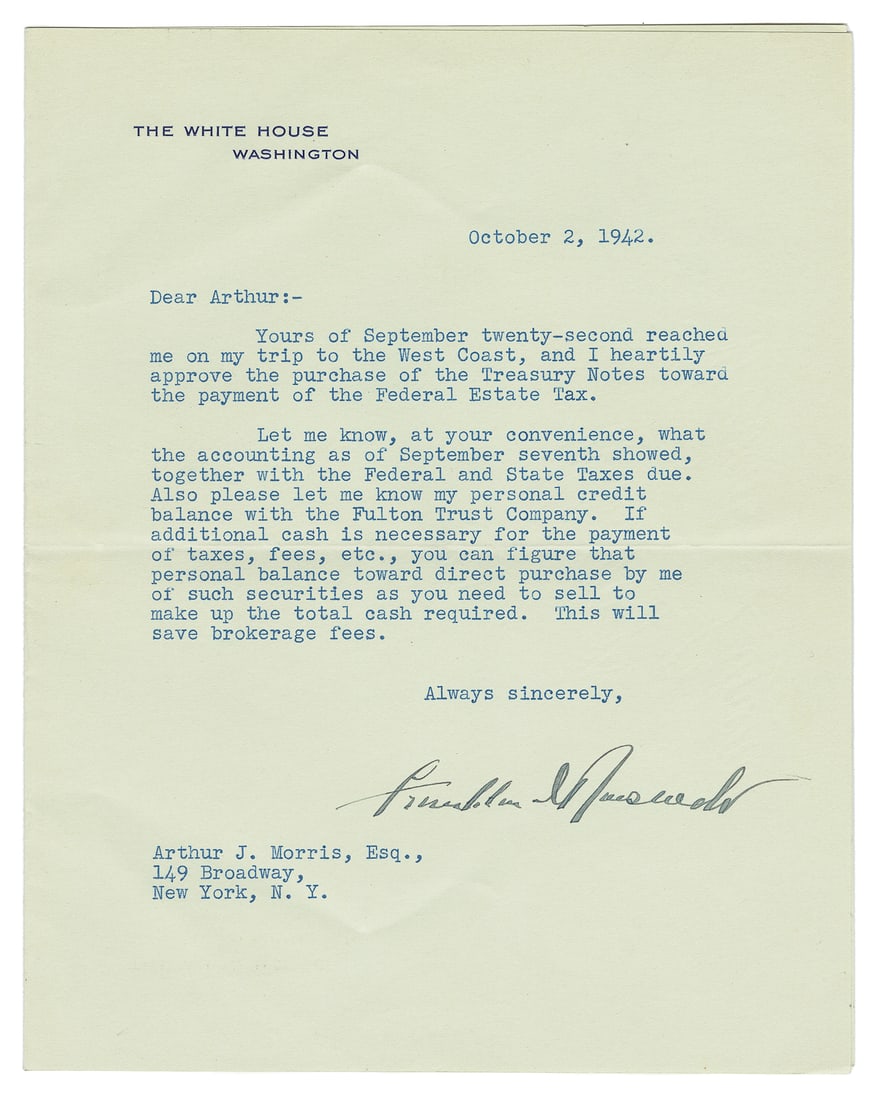 THE WHITE HOUSE
WASHINGTON
October 2, 1942.
Dear Arthur:-
Yours of September twenty-second reached
me on my trip to the West Coast, and I heartily
approve the purchase of the Treasury Notes toward
the payment of the Federal Estate Tax.
Let me know, at your convenience, what
the accounting as of September seventh showed,
together with the Federal and State Taxes due.
Also please let me know my personal credit
balance with the Fulton Trust Company. If
additional cash is necessary for the payment
of taxes, fees, etc., you can figure that
personal balance toward direct purchase by me
of such securities as you need to sell to
make up the total cash required. This will
save brokerage fees.
Always sincerely,
Franklin D Roosevelt
Arthur J. Morris, Esq.,
149 Broadway,
New York, N. Y.